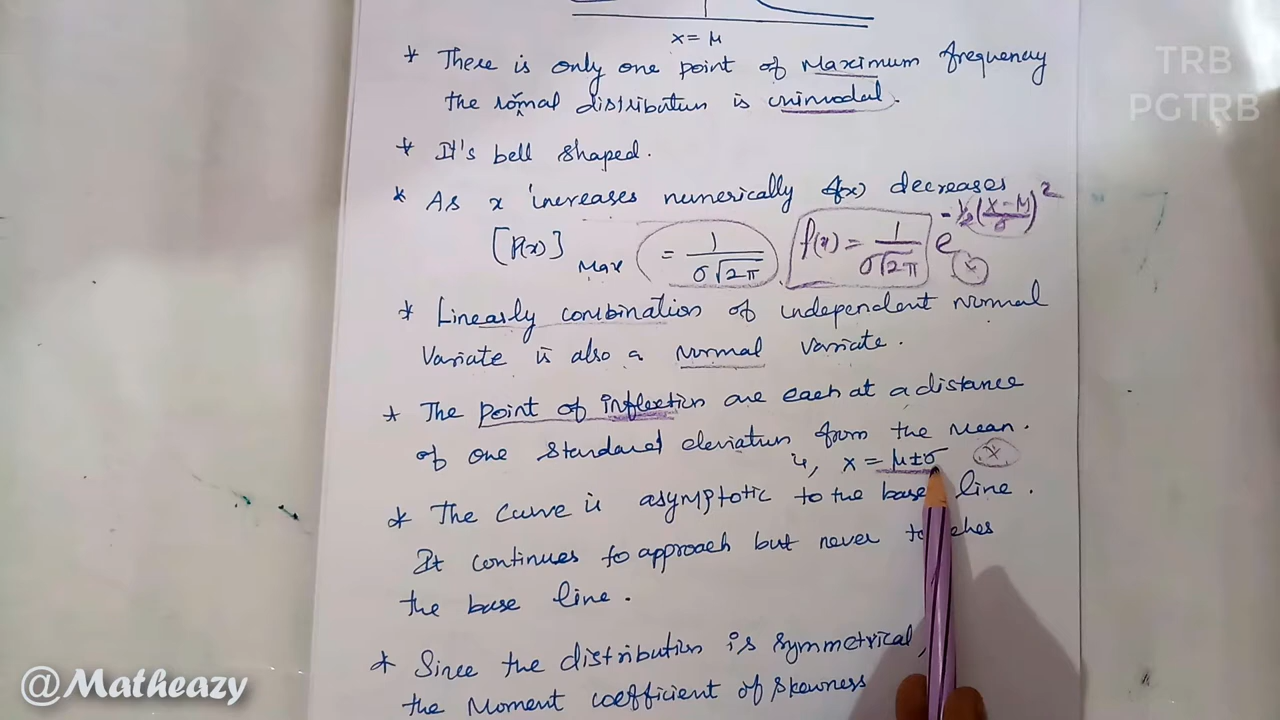 x = μ
* There is only one point of Maximum frequency
the normal distributun is unimodal.
* It's bell shaped.
* As x increases numerically f(x) decreases
[P(x)] Max = 1/σ√2π f(x) = 1/σ√2π e^-1/2(x-μ/σ)^2
* Linearly combination of independent normal
Variate is also a normal variate.
* The point of inflection are each at a distance
of one standard deviatiun from the mean.
ie, x = μ±σ
* The curve is asymptotic to the base line.
It continues to approach but never touches
the base line.
* Since the distribution is symmetrical,
the Moment coefficient of skewness
TRB
PGTRB
@Matheazy